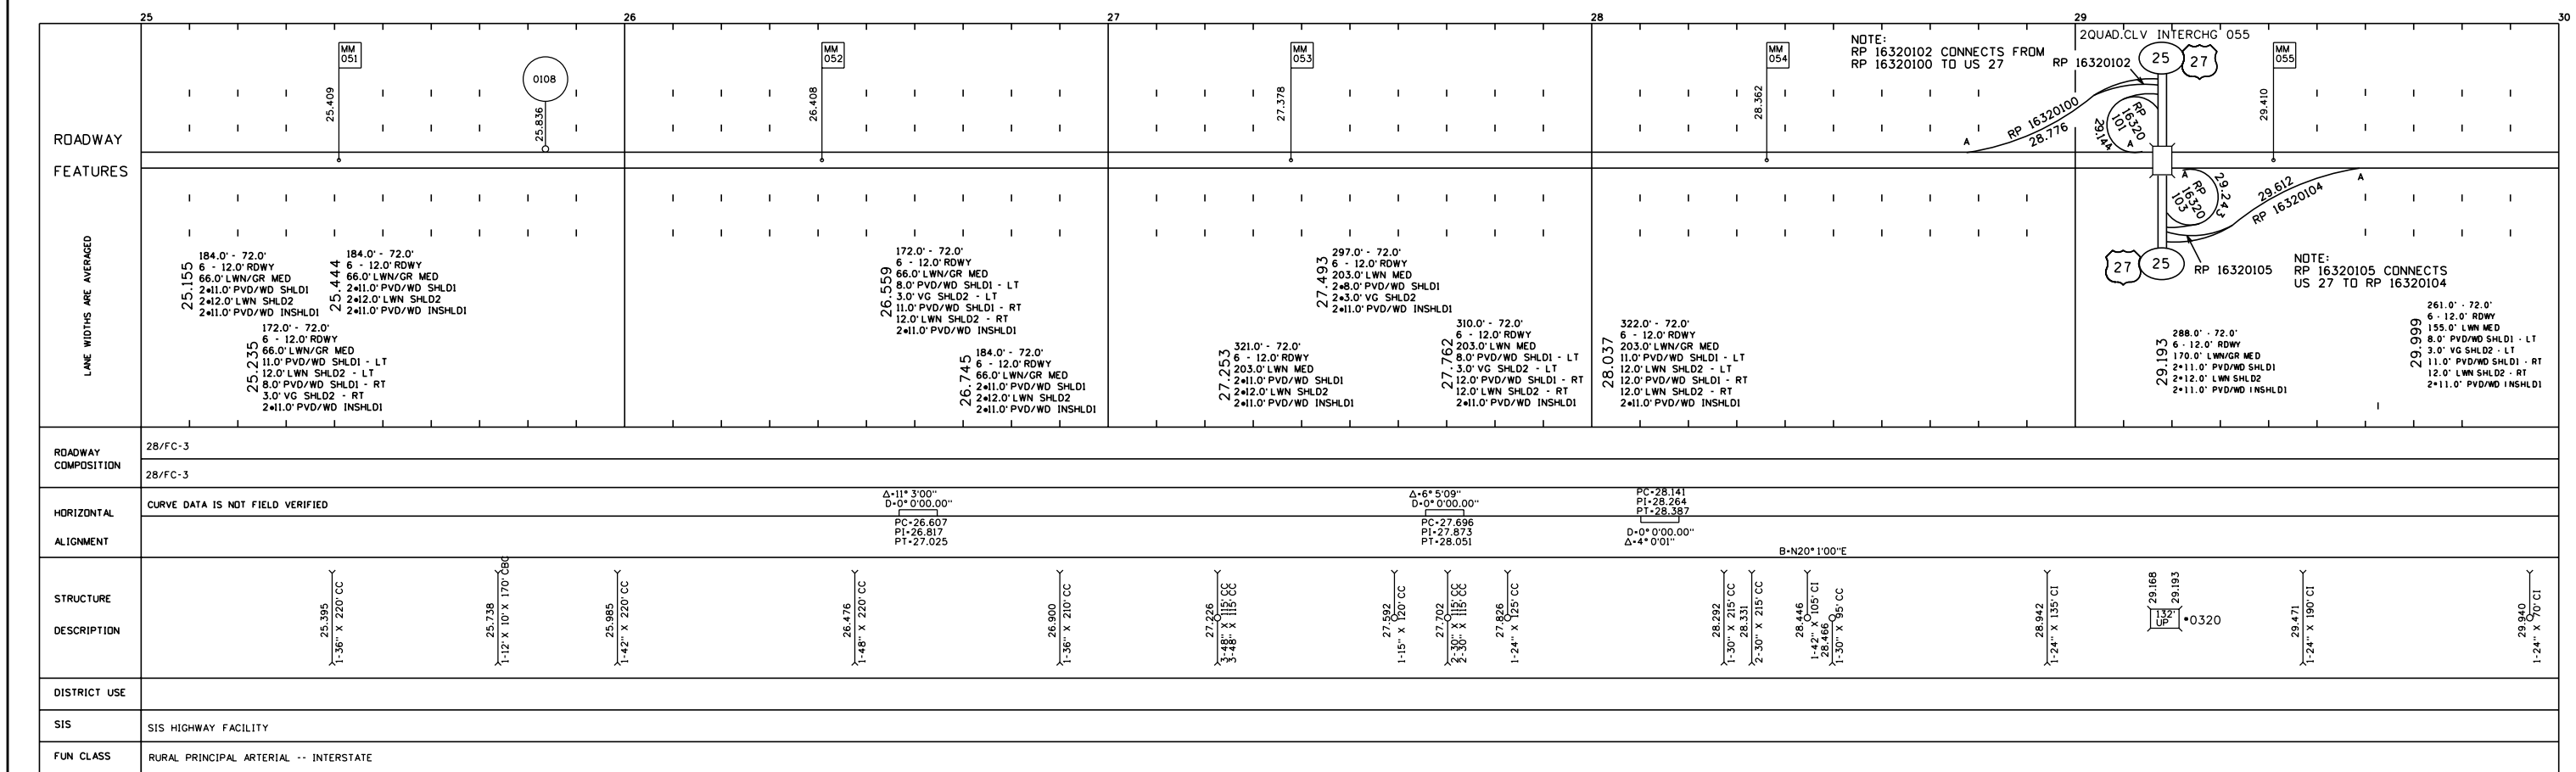 25 26 27 28 29 30
ROADWAY
FEATURES
LANE WIDTHS ARE AVERAGED
MM
051
25.409
0108
25.836
MM
052
26.408
MM
053
27.378
MM
054
28.362
NOTE:
RP 16320102 CONNECTS FROM
RP 16320100 TO US 27
2QUAD.CLV INTERCHG 055
RP 16320102
25
27
MM
055
29.410
RP 16320100
28.776
A
RP
16320
101
29.144
A
A
RP
16320
103
29.243
29.612
RP 16320104
A
27
25
RP 16320105
NOTE:
RP 16320105 CONNECTS
US 27 TO RP 16320104
25.155
184.0' - 72.0'
6 - 12.0' RDWY
66.0' LWN/GR MED
2*11.0' PVD/WD SHLD1
2*12.0' LWN SHLD2
2*11.0' PVD/WD INSHLD1
25.235
172.0' - 72.0'
6 - 12.0' RDWY
66.0' LWN/GR MED
11.0' PVD/WD SHLD1 - LT
12.0' LWN SHLD2 - LT
8.0' PVD/WD SHLD1 - RT
3.0' VG SHLD2 - RT
2*11.0' PVD/WD INSHLD1
25.444
184.0' - 72.0'
6 - 12.0' RDWY
66.0' LWN/GR MED
2*11.0' PVD/WD SHLD1
2*12.0' LWN SHLD2
2*11.0' PVD/WD INSHLD1
26.559
172.0' - 72.0'
6 - 12.0' RDWY
66.0' LWN/GR MED
8.0' PVD/WD SHLD1 - LT
3.0' VG SHLD2 - LT
11.0' PVD/WD SHLD1 - RT
12.0' LWN SHLD2 - RT
2*11.0' PVD/WD INSHLD1
26.745
184.0' - 72.0'
6 - 12.0' RDWY
66.0' LWN/GR MED
2*11.0' PVD/WD SHLD1
2*12.0' LWN SHLD2
2*11.0' PVD/WD INSHLD1
27.253
321.0' - 72.0'
6 - 12.0' RDWY
203.0' LWN MED
2*11.0' PVD/WD SHLD1
2*12.0' LWN SHLD2
2*11.0' PVD/WD INSHLD1
27.493
297.0' - 72.0'
6 - 12.0' RDWY
203.0' LWN MED
2*8.0' PVD/WD SHLD1
2*3.0' VG SHLD2
2*11.0' PVD/WD INSHLD1
27.762
310.0' - 72.0'
6 - 12.0' RDWY
203.0' LWN MED
8.0' PVD/WD SHLD1 - LT
3.0' VG SHLD2 - LT
12.0' PVD/WD SHLD1 - RT
12.0' LWN SHLD2 - RT
2*11.0' PVD/WD INSHLD1
28.037
322.0' - 72.0'
6 - 12.0' RDWY
203.0' LWN MED
11.0' PVD/WD SHLD1 - LT
12.0' LWN SHLD2 - LT
12.0' PVD/WD SHLD1 - RT
12.0' LWN SHLD2 - RT
2*11.0' PVD/WD INSHLD1
29.193
288.0' - 72.0'
6 - 12.0' RDWY
170.0' LWN/GR MED
2*11.0' PVD/WD SHLD1
2*12.0' LWN SHLD2
2*11.0' PVD/WD INSHLD1
29.999
261.0' - 72.0'
6 - 12.0' RDWY
155.0' LWN MED
8.0' PVD/WD SHLD1 - LT
3.0' VG SHLD2 - LT
11.0' PVD/WD SHLD1 - RT
12.0' LWN SHLD2 - RT
2*11.0' PVD/WD INSHLD1
ROADWAY
COMPOSITION
28/FC-3
28/FC-3
HORIZONTAL
ALIGNMENT
CURVE DATA IS NOT FIELD VERIFIED
Δ=11° 3'00"
D=0° 0'00.00"
PC=26.607
PI=26.817
PT=27.025
Δ=6° 5'09"
D=0° 0'00.00"
PC=27.696
PI=27.873
PT=28.051
PC=28.141
PI=28.264
PT=28.387
D=0° 0'00.00"
Δ=4° 0'01"
B=N20° 1'00"E
STRUCTURE
DESCRIPTION
25.395
1-36" X 220' CC
25.738
1-12' X 10' X 170' CBC
25.985
1-42" X 220' CC
26.476
1-48" X 220' CC
26.900
1-36" X 210' CC
27.226
3-48" X 115' CC
3-48" X 115' CC
27.592
1-15" X 120' CC
27.702
2-30" X 115' CC
2-30" X 115' CC
27.826
1-24" X 125' CC
28.292
1-30" X 215' CC
28.331
2-30" X 215' CC
28.446
1-42" X 105' CI
28.466
1-30" X 95' CC
28.942
1-24" X 135' CI
29.168
29.193
132'
UP
*0320
29.471
1-24" X 190' CI
29.940
1-24" X 70' CI
DISTRICT USE
SIS
SIS HIGHWAY FACILITY
FUN CLASS
RURAL PRINCIPAL ARTERIAL -- INTERSTATE